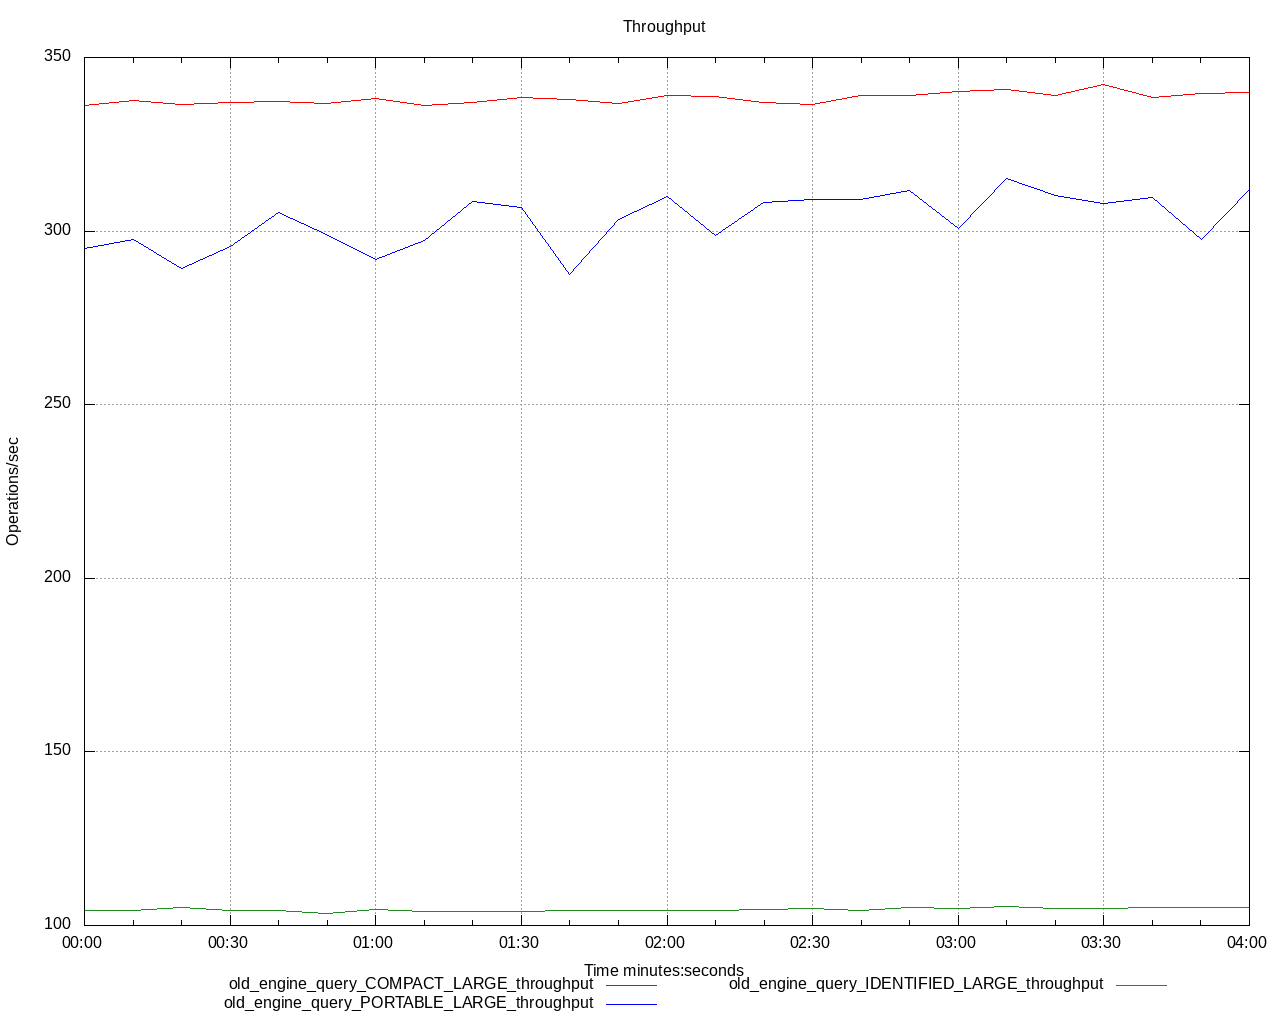 Throughput
350
300
250
200
150
100
Operations/sec
00:00 00:30 01:00 01:30 02:00 02:30 03:00 03:30 04:00
Time minutes:seconds
old_engine_query_COMPACT_LARGE_throughput old_engine_query_IDENTIFIED_LARGE_throughput
old_engine_query_PORTABLE_LARGE_throughput